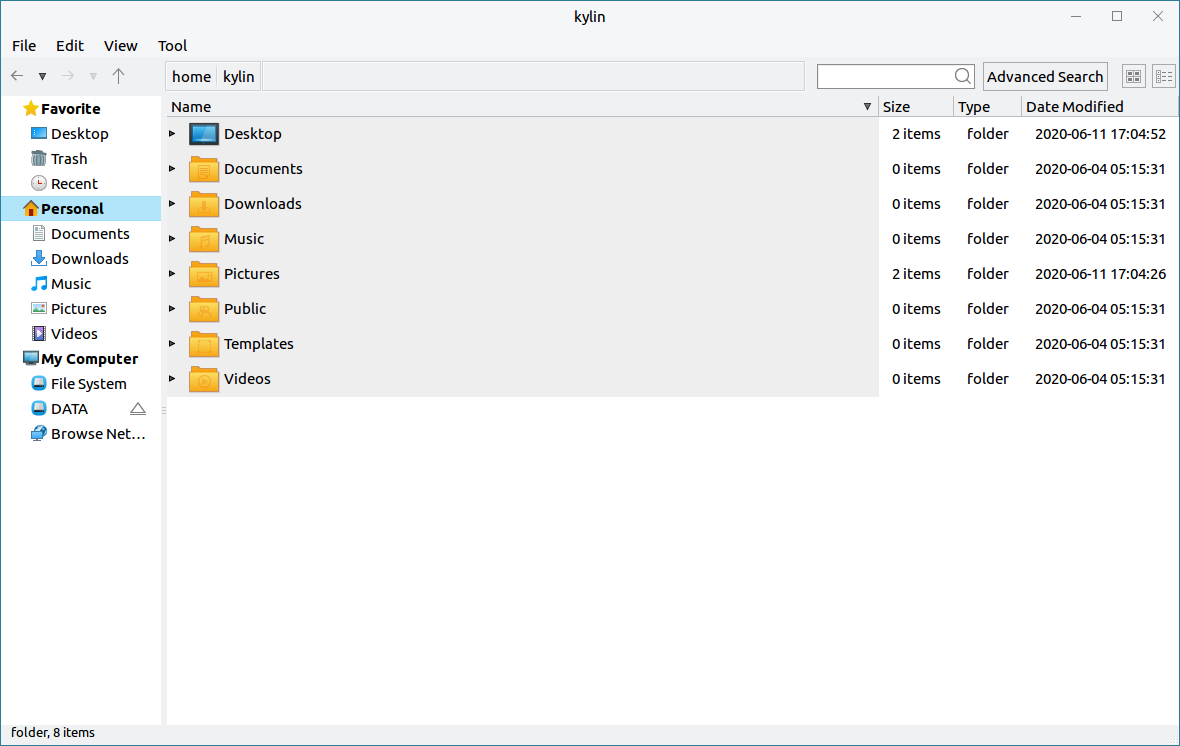 kylin
File Edit View Tool
home kylin Advanced Search
Favorite
Desktop
Trash
Recent
Personal
Documents
Downloads
Music
Pictures
Videos
My Computer
File System
DATA
Browse Net...
Name Size Type Date Modified
Desktop 2 items folder 2020-06-11 17:04:52
Documents 0 items folder 2020-06-04 05:15:31
Downloads 0 items folder 2020-06-04 05:15:31
Music 0 items folder 2020-06-04 05:15:31
Pictures 2 items folder 2020-06-11 17:04:26
Public 0 items folder 2020-06-04 05:15:31
Templates 0 items folder 2020-06-04 05:15:31
Videos 0 items folder 2020-06-04 05:15:31
folder, 8 items